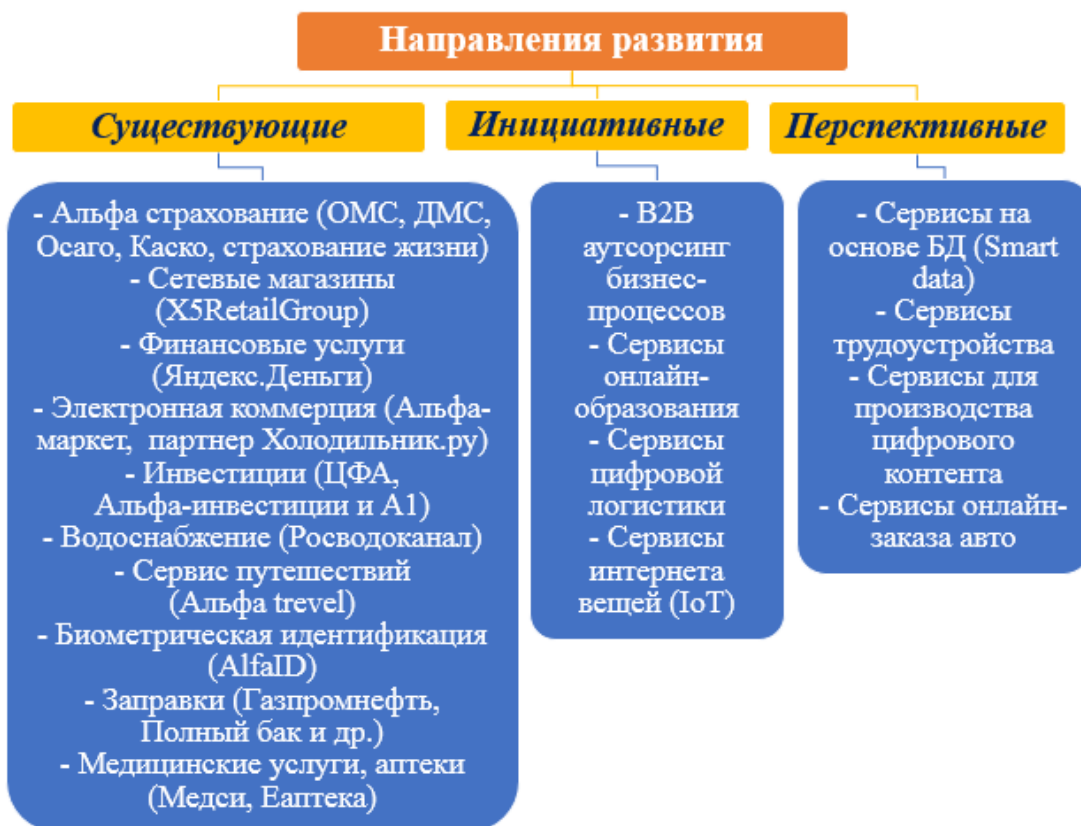 Направления развития
Существующие
Инициативные
Перспективные
- Альфа страхование (ОМС, ДМС,
Осаго, Каско, страхование жизни)
- Сетевые магазины
(X5RetailGroup)
- Финансовые услуги
(Яндекс.Деньги)
- Электронная коммерция (Альфа-
маркет, партнер Холодильник.ру)
- Инвестиции (ЦФА,
Альфа-инвестиции и А1)
- Водоснабжение (Росводоканал)
- Сервис путешествий
(Альфа trevel)
- Биометрическая идентификация
(AlfaID)
- Заправки (Газпромнефть,
Полный бак и др.)
- Медицинские услуги, аптеки
(Медси, Еаптека)
- B2B
аутсорсинг
бизнес-
процессов
- Сервисы
онлайн-
образования
- Сервисы
цифровой
логистики
- Сервисы
интернета
вещей (IoT)
- Сервисы на
основе БД (Smart
data)
- Сервисы
трудоустройства
- Сервисы для
производства
цифрового
контента
- Сервисы онлайн-
заказа авто